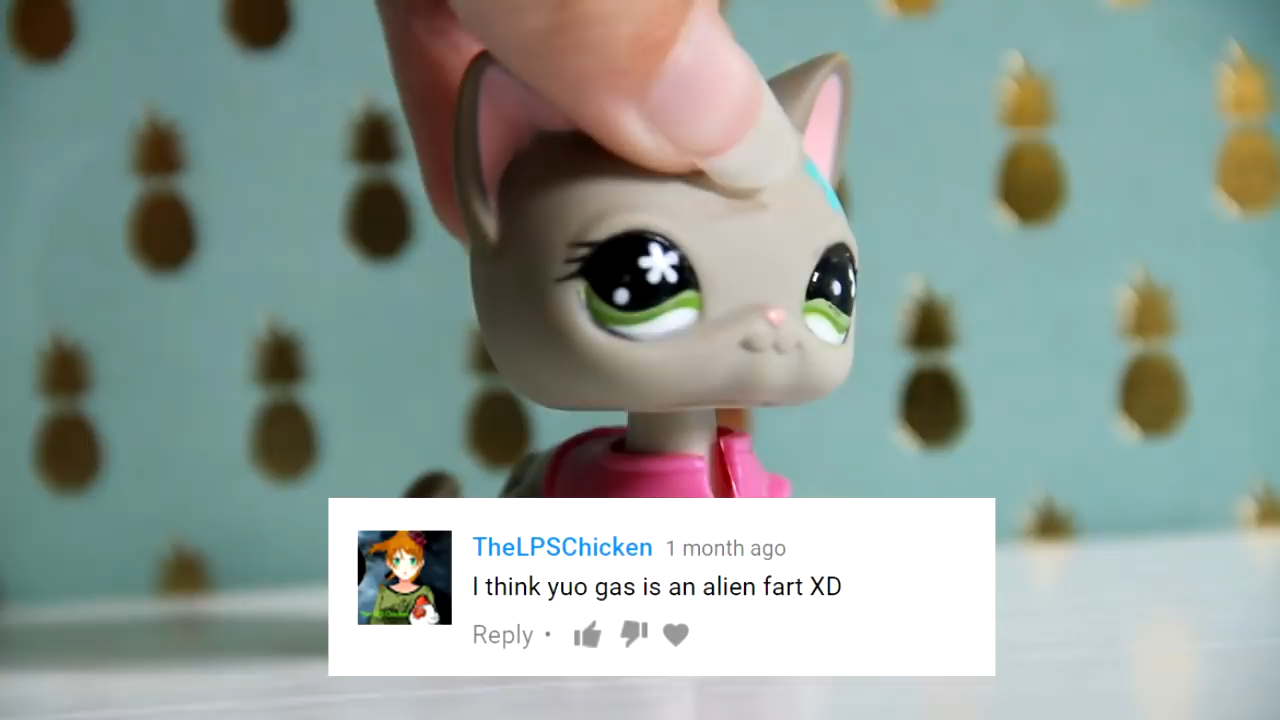 TheLPSChicken 1 month ago
I think yuo gas is an alien fart XD
Reply •